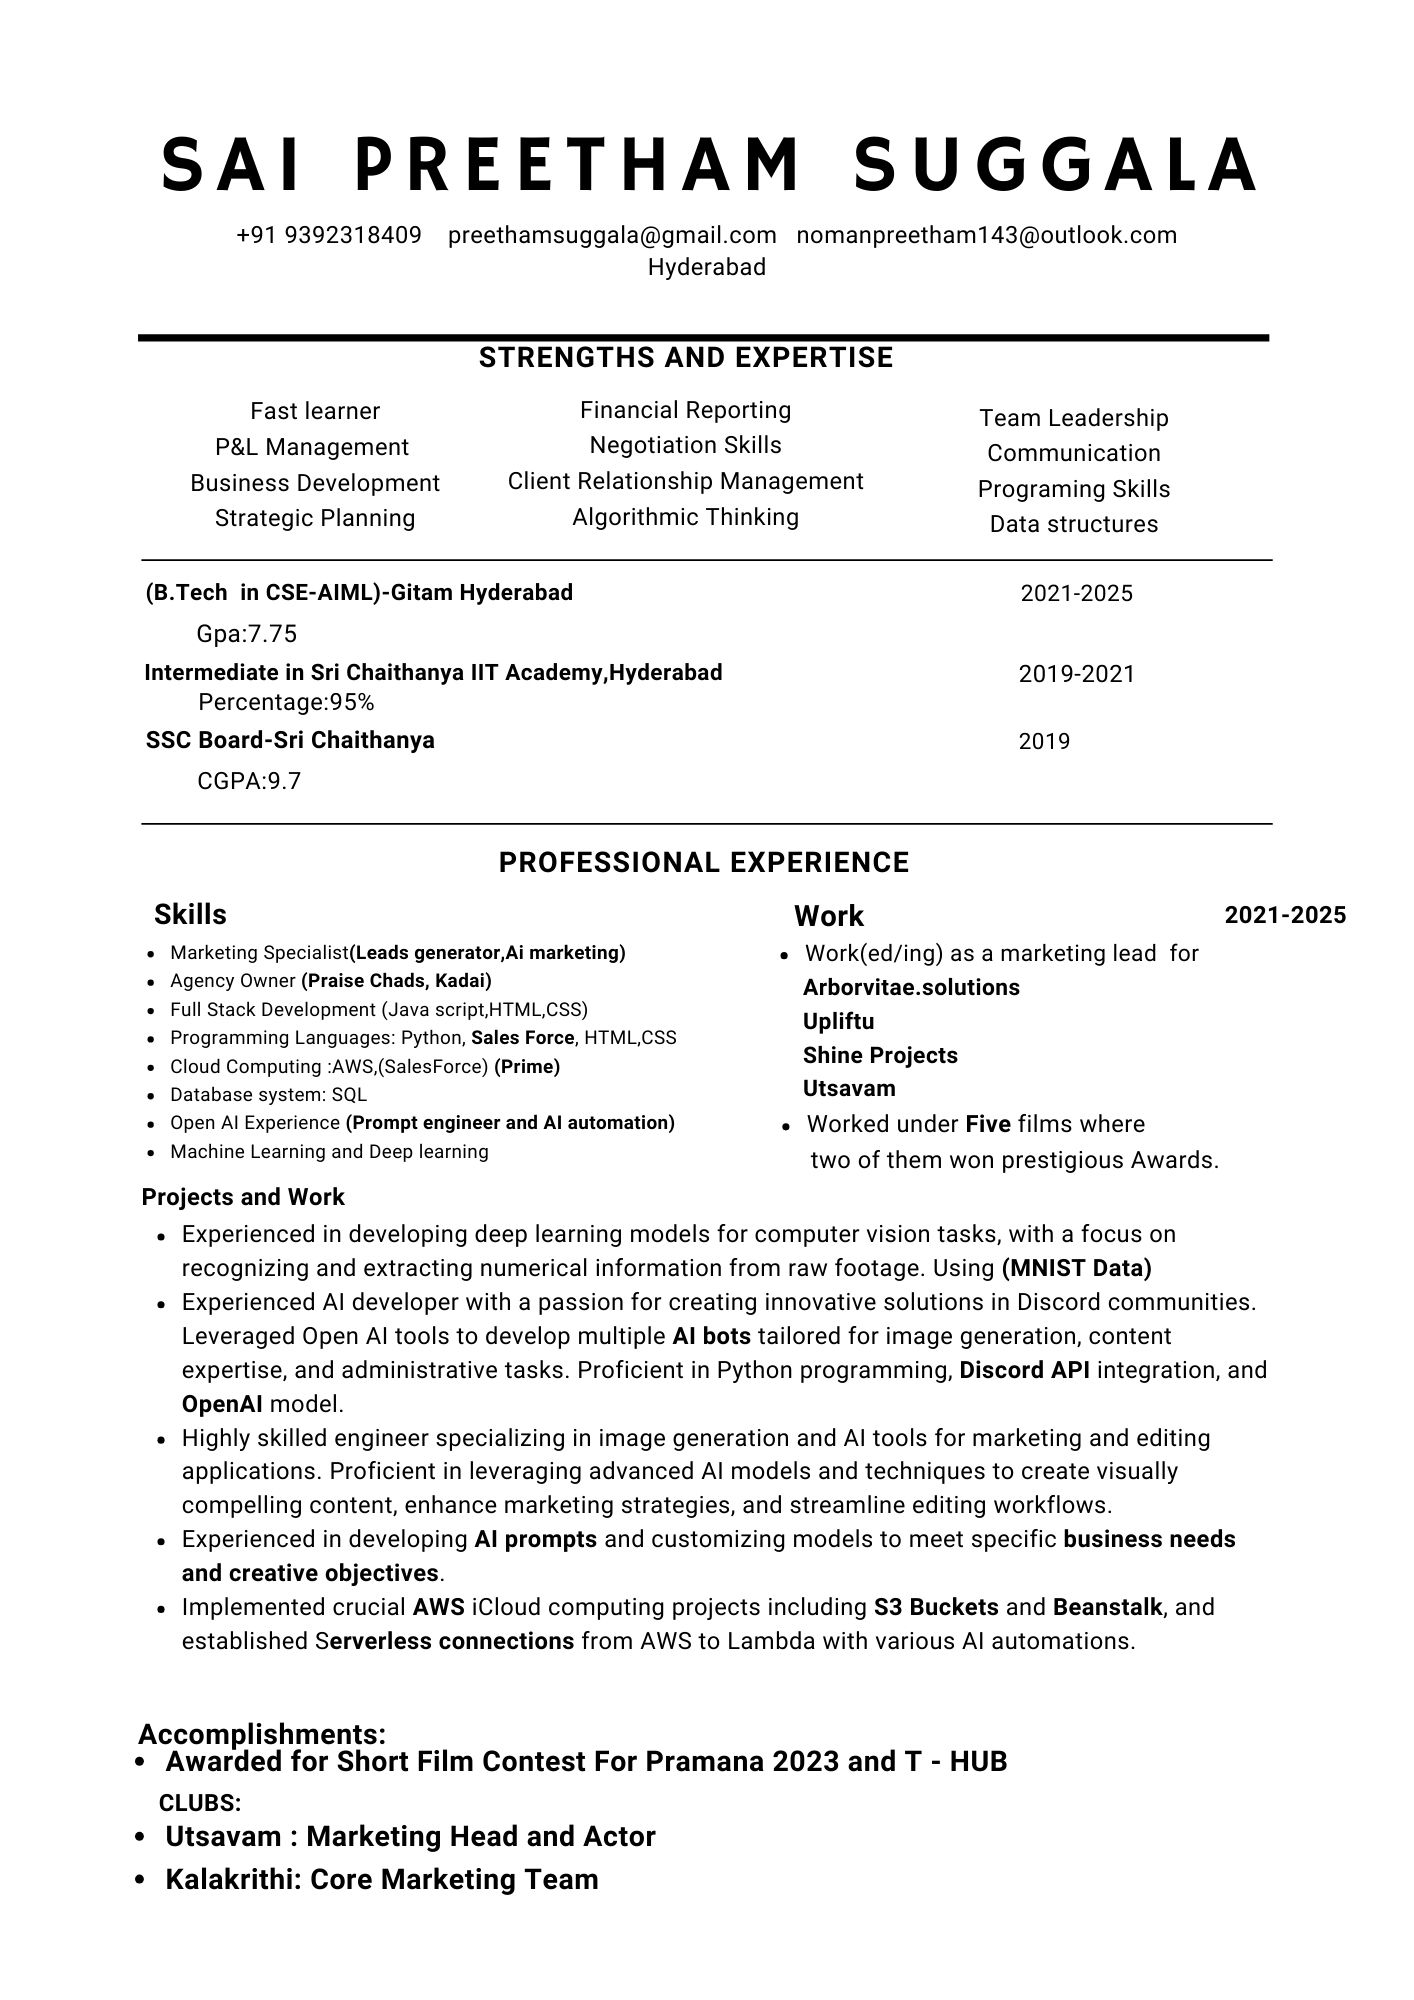 SAI PREETHAM SUGGALA
+91 9392318409 preethamsuggala@gmail.com nomanpreetham143@outlook.com
Hyderabad
STRENGTHS AND EXPERTISE
Fast learner
P&L Management
Business Development
Strategic Planning
Financial Reporting
Negotiation Skills
Client Relationship Management
Algorithmic Thinking
Team Leadership
Communication
Programing Skills
Data structures
(B.Tech in CSE-AIML)-Gitam Hyderabad 2021-2025
Gpa:7.75
Intermediate in Sri Chaithanya IIT Academy,Hyderabad 2019-2021
Percentage:95%
SSC Board-Sri Chaithanya 2019
CGPA:9.7
PROFESSIONAL EXPERIENCE
Skills
• Marketing Specialist(Leads generator,Ai marketing)
• Agency Owner (Praise Chads, Kadai)
• Full Stack Development (Java script,HTML,CSS)
• Programming Languages: Python, Sales Force, HTML,CSS
• Cloud Computing :AWS,(SalesForce) (Prime)
• Database system: SQL
• Open AI Experience (Prompt engineer and AI automation)
• Machine Learning and Deep learning
Work 2021-2025
• Work(ed/ing) as a marketing lead for
Arborvitae.solutions
Upliftu
Shine Projects
Utsavam
• Worked under Five films where
two of them won prestigious Awards.
Projects and Work
• Experienced in developing deep learning models for computer vision tasks, with a focus on
recognizing and extracting numerical information from raw footage. Using (MNIST Data)
• Experienced AI developer with a passion for creating innovative solutions in Discord communities.
Leveraged Open AI tools to develop multiple AI bots tailored for image generation, content
expertise, and administrative tasks. Proficient in Python programming, Discord API integration, and
OpenAI model.
• Highly skilled engineer specializing in image generation and AI tools for marketing and editing
applications. Proficient in leveraging advanced AI models and techniques to create visually
compelling content, enhance marketing strategies, and streamline editing workflows.
• Experienced in developing AI prompts and customizing models to meet specific business needs
and creative objectives.
• Implemented crucial AWS iCloud computing projects including S3 Buckets and Beanstalk, and
established Serverless connections from AWS to Lambda with various AI automations.
Accomplishments:
• Awarded for Short Film Contest For Pramana 2023 and T - HUB
CLUBS:
• Utsavam : Marketing Head and Actor
• Kalakrithi: Core Marketing Team